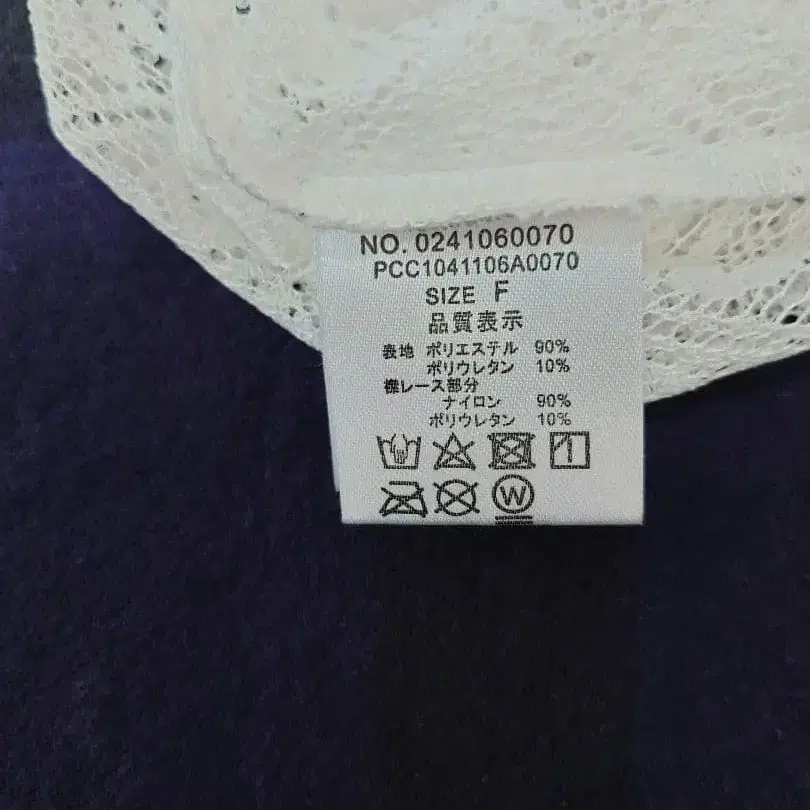 NO. 0241060070
PCC1041106A0070
SIZE F
品質表示
表地 ポリエステル 90%
ポリウレタン 10%
襟レース部分
ナイロン 90%
ポリウレタン 10%
W